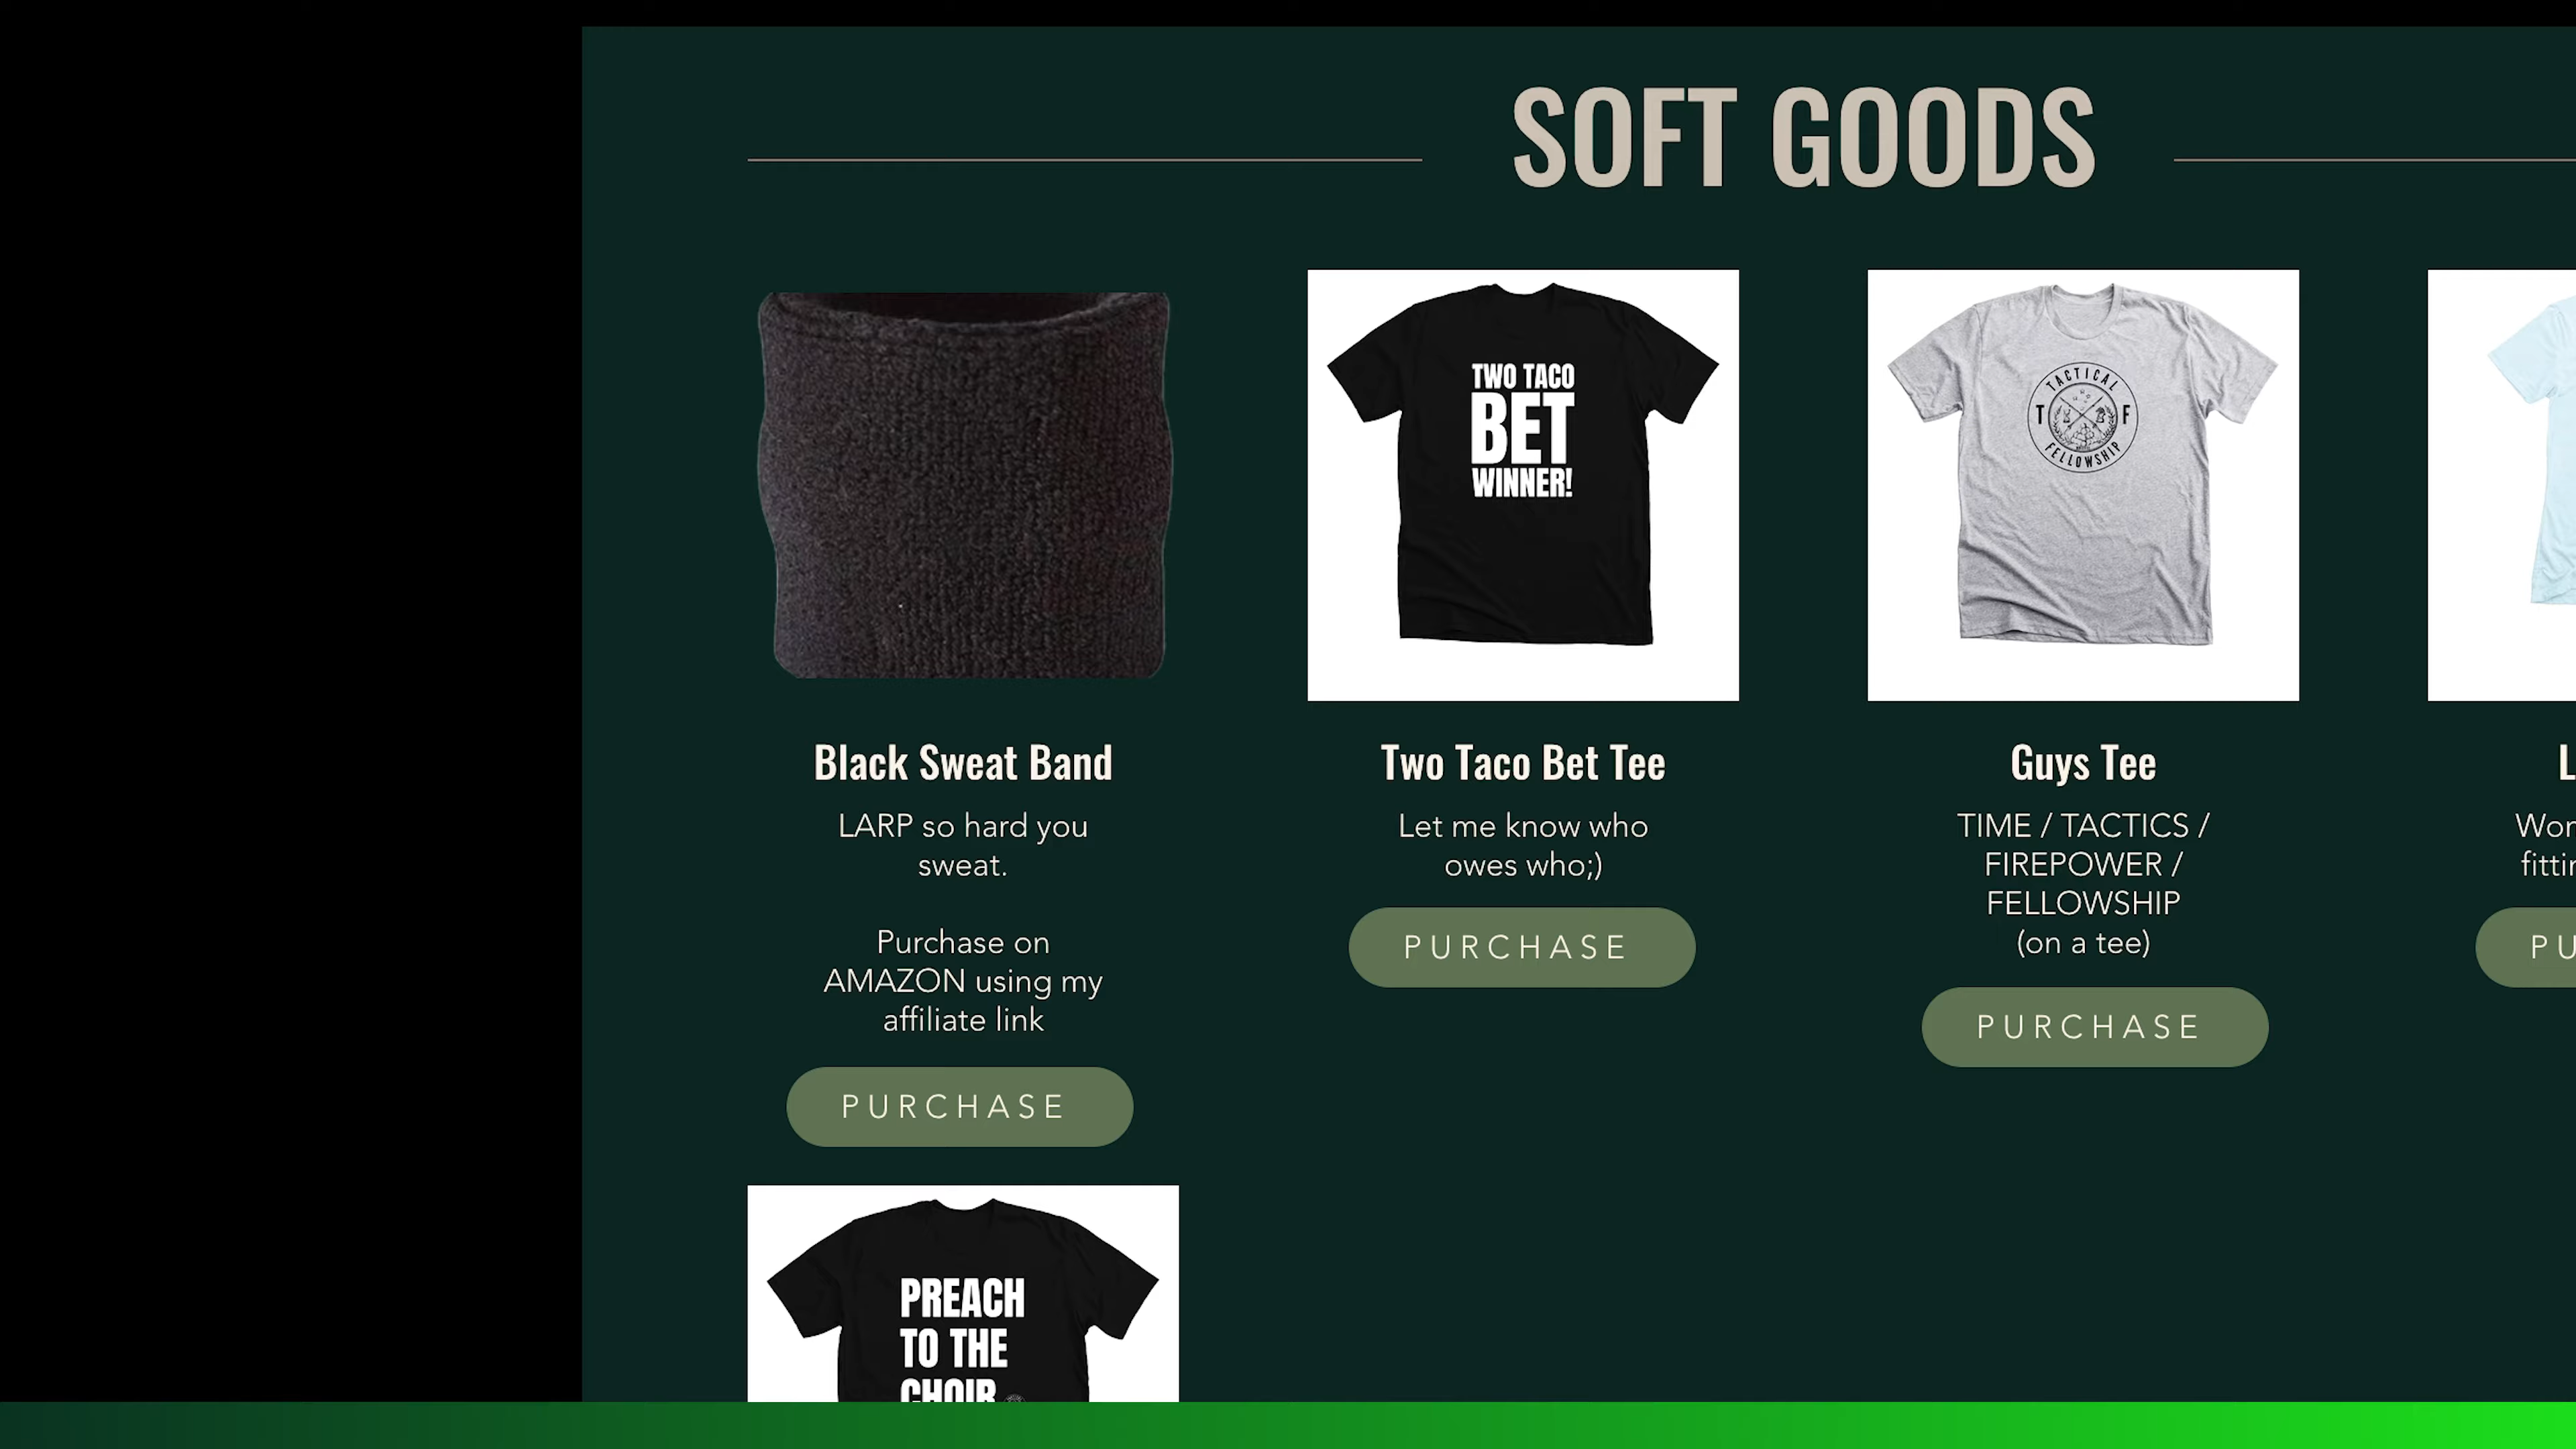 SOFT GOODS
TWO TACO
BET
WINNER!
TACTICAL
T F
FELLOWSHIP
Black Sweat Band
LARP so hard you
sweat.
Purchase on
AMAZON using my
affiliate link
PURCHASE
Two Taco Bet Tee
Let me know who
owes who;)
PURCHASE
Guys Tee
TIME / TACTICS /
FIREPOWER /
FELLOWSHIP
(on a tee)
PURCHASE
L
PU
PREACH
TO THE
CHOIR